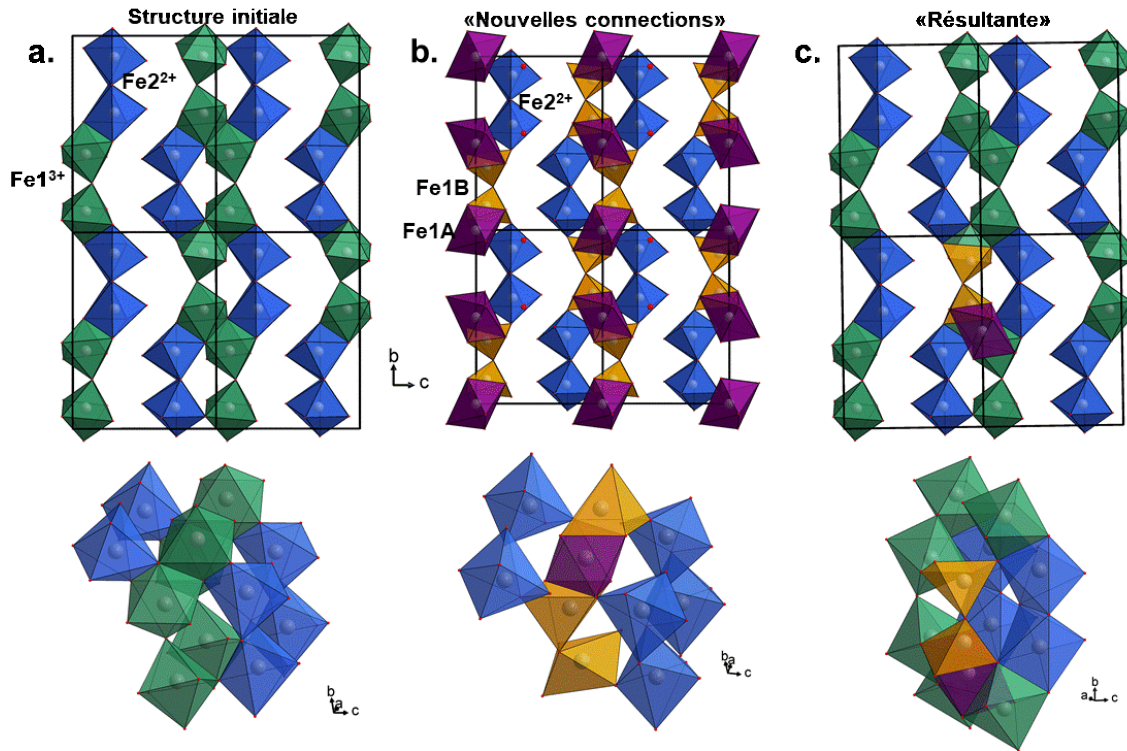 Structure initiale
«Nouvelles connections»
«Résultante»
a.
b.
c.
Fe2²⁺
Fe2²⁺
Fe1³⁺
Fe1B
Fe1A
b
c
b
a
c
b
a
c
b
a
c